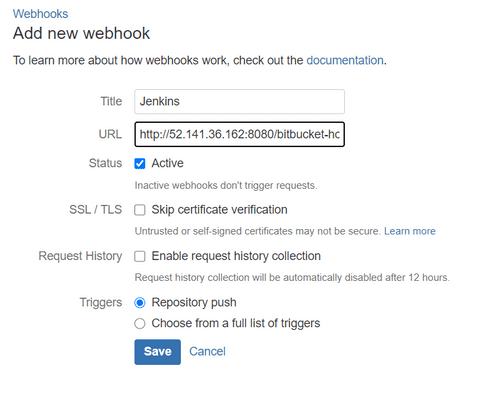 Webhooks
Add new webhook
To learn more about how webhooks work, check out the documentation.
Title Jenkins
URL http://52.141.36.162:8080/bitbucket-hc
Status Active
Inactive webhooks don't trigger requests.
SSL / TLS Skip certificate verification
Untrusted or self-signed certificates may not be secure. Learn more
Request History Enable request history collection
Request history collection will be automatically disabled after 12 hours.
Triggers Repository push
Choose from a full list of triggers
Save Cancel